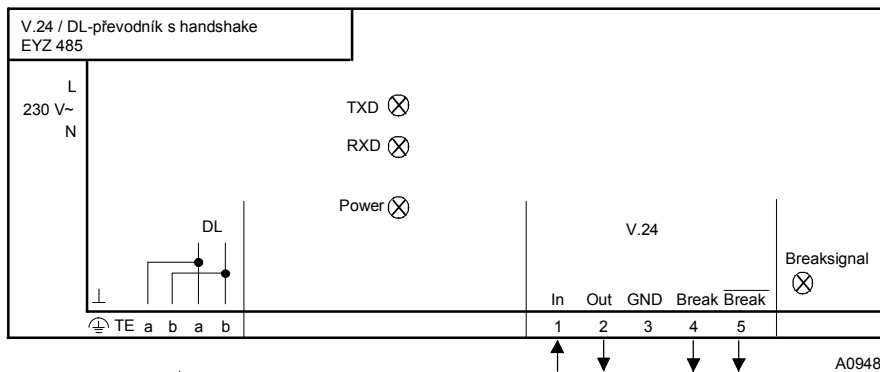 V.24 / DL-převodník s handshake
EYZ 485
L
230 V~
N
TXD
RXD
Power
DL
V.24
Breaksignal
⊥
In Out GND Break Break
TE a b a b
1 2 3 4 5
A0948